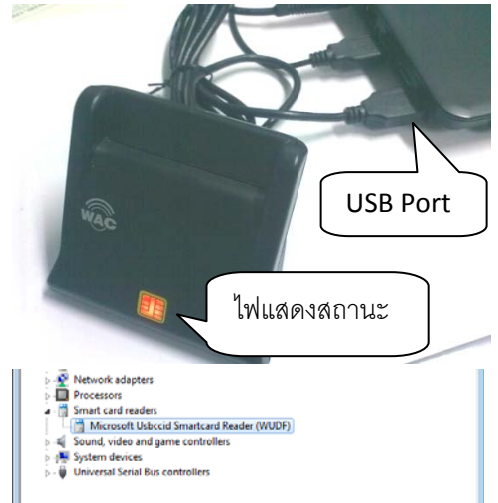 WAC
USB Port
ไฟแสดงสถานะ
Network adapters
Processors
Smart card readers
Microsoft Usbccid Smartcard Reader (WUDF)
Sound, video and game controllers
System devices
Universal Serial Bus controllers